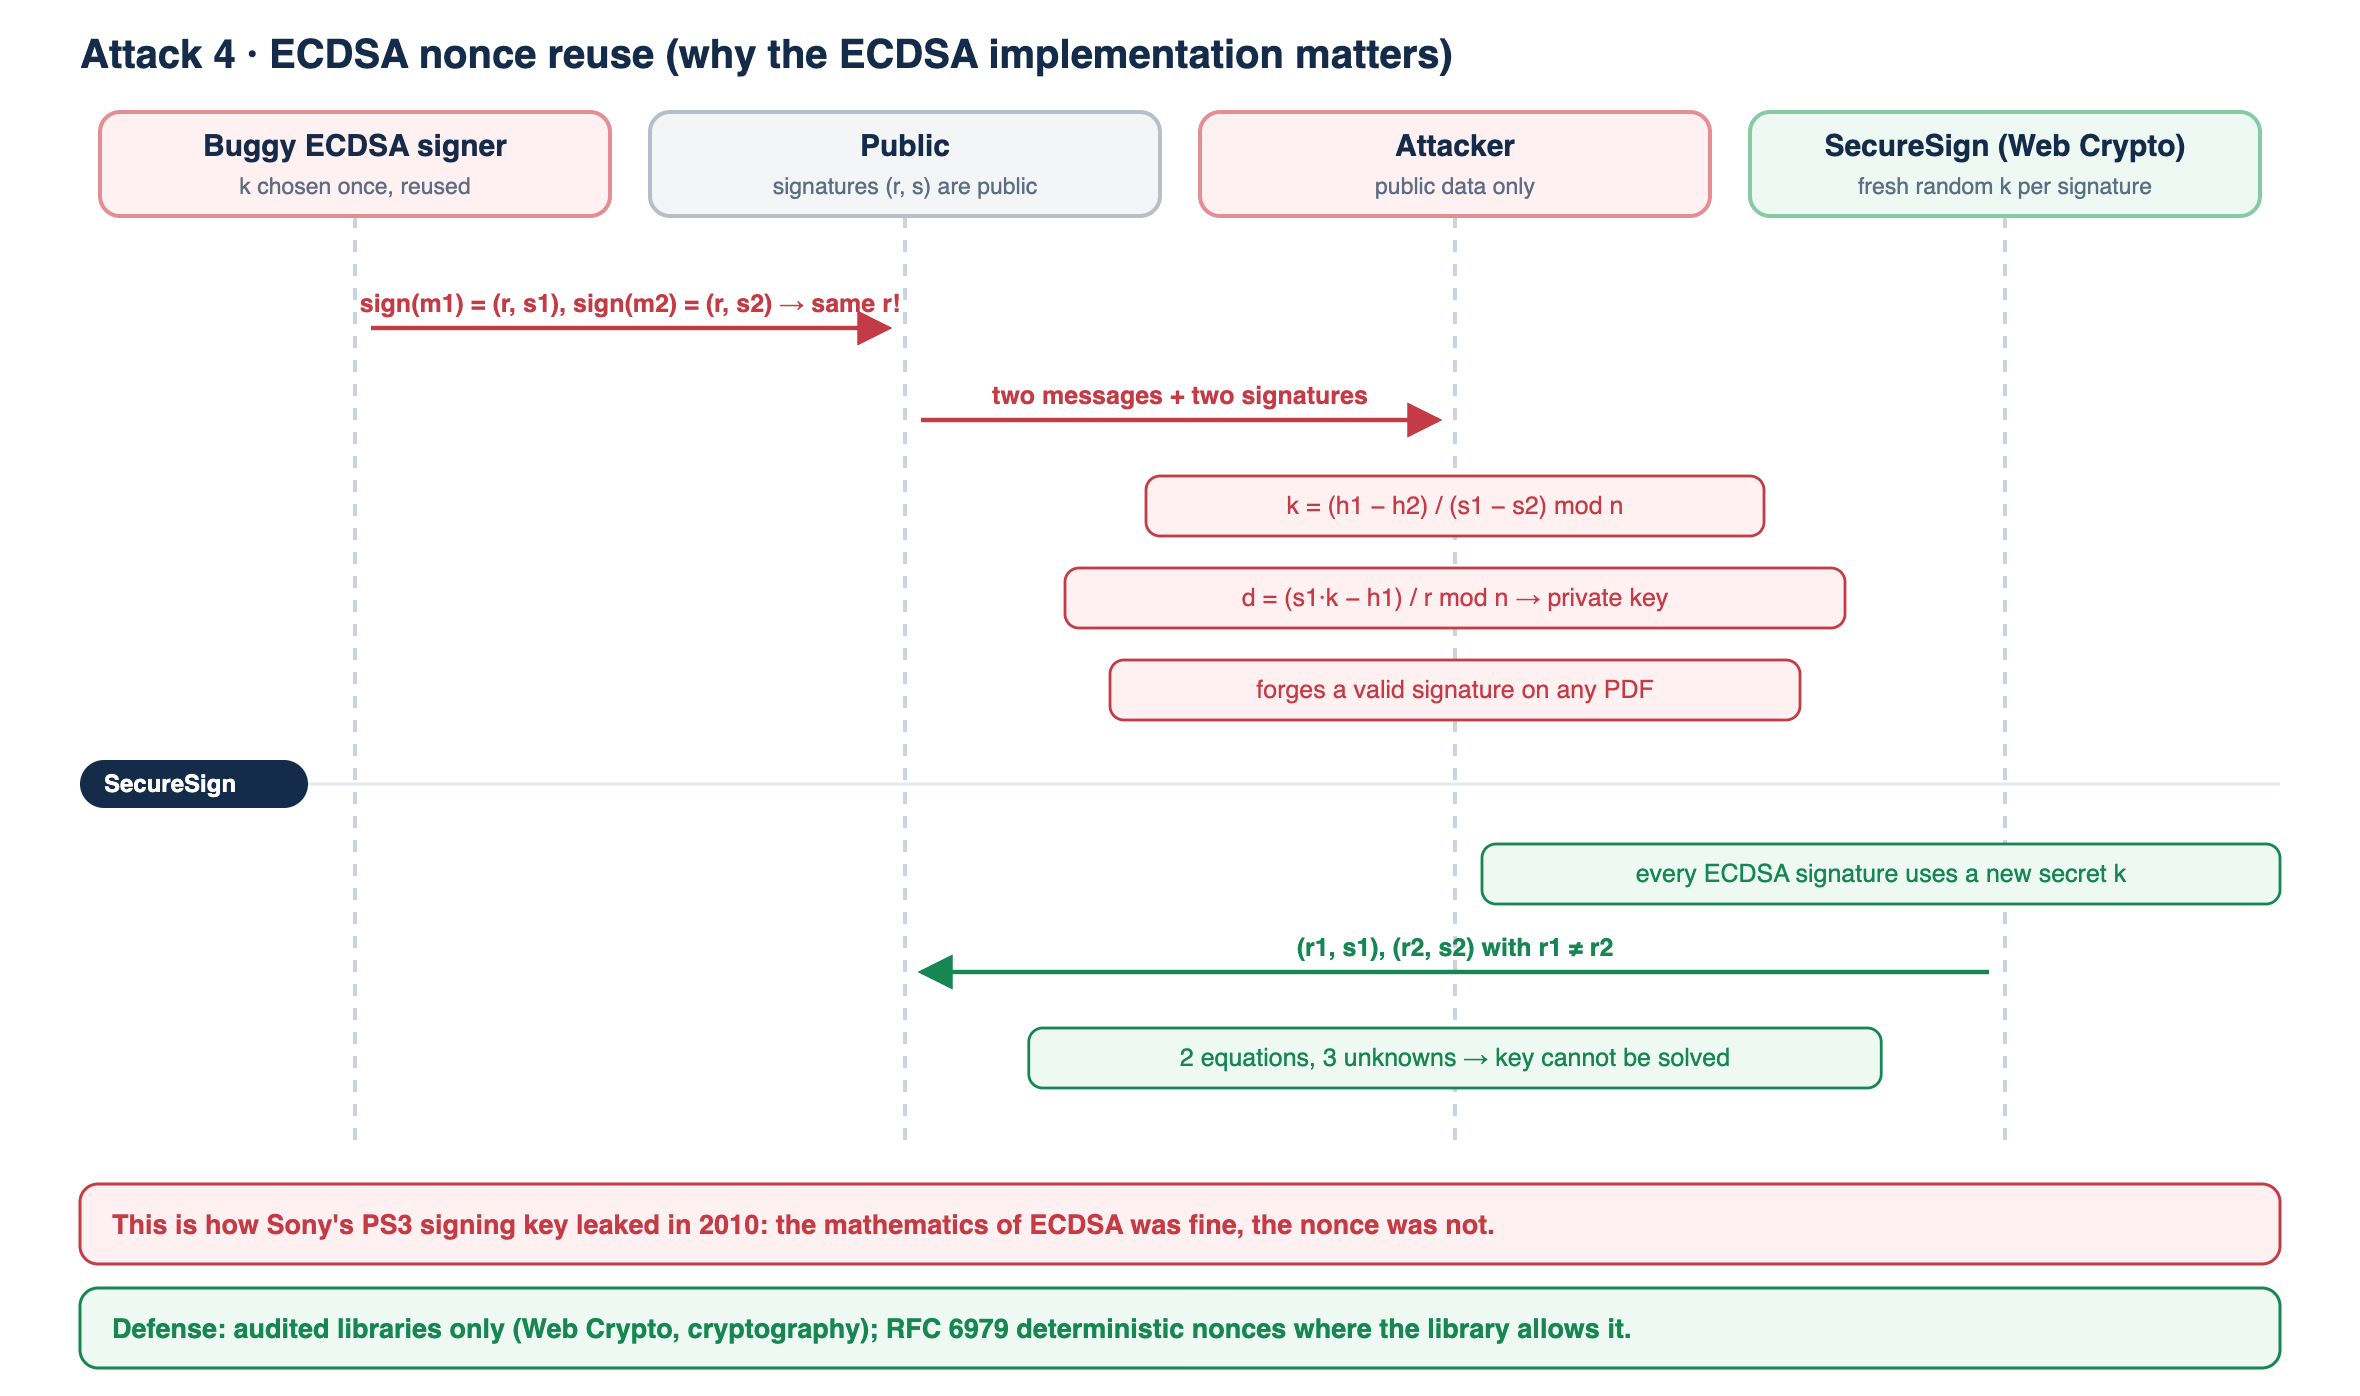 Attack 4 · ECDSA nonce reuse (why the ECDSA implementation matters)
Buggy ECDSA signer
k chosen once, reused
Public
signatures (r, s) are public
Attacker
public data only
SecureSign (Web Crypto)
fresh random k per signature
sign(m1) = (r, s1), sign(m2) = (r, s2) → same r!
two messages + two signatures
k = (h1 − h2) / (s1 − s2) mod n
d = (s1·k − h1) / r mod n → private key
forges a valid signature on any PDF
SecureSign
every ECDSA signature uses a new secret k
(r1, s1), (r2, s2) with r1 ≠ r2
2 equations, 3 unknowns → key cannot be solved
This is how Sony's PS3 signing key leaked in 2010: the mathematics of ECDSA was fine, the nonce was not.
Defense: audited libraries only (Web Crypto, cryptography); RFC 6979 deterministic nonces where the library allows it.